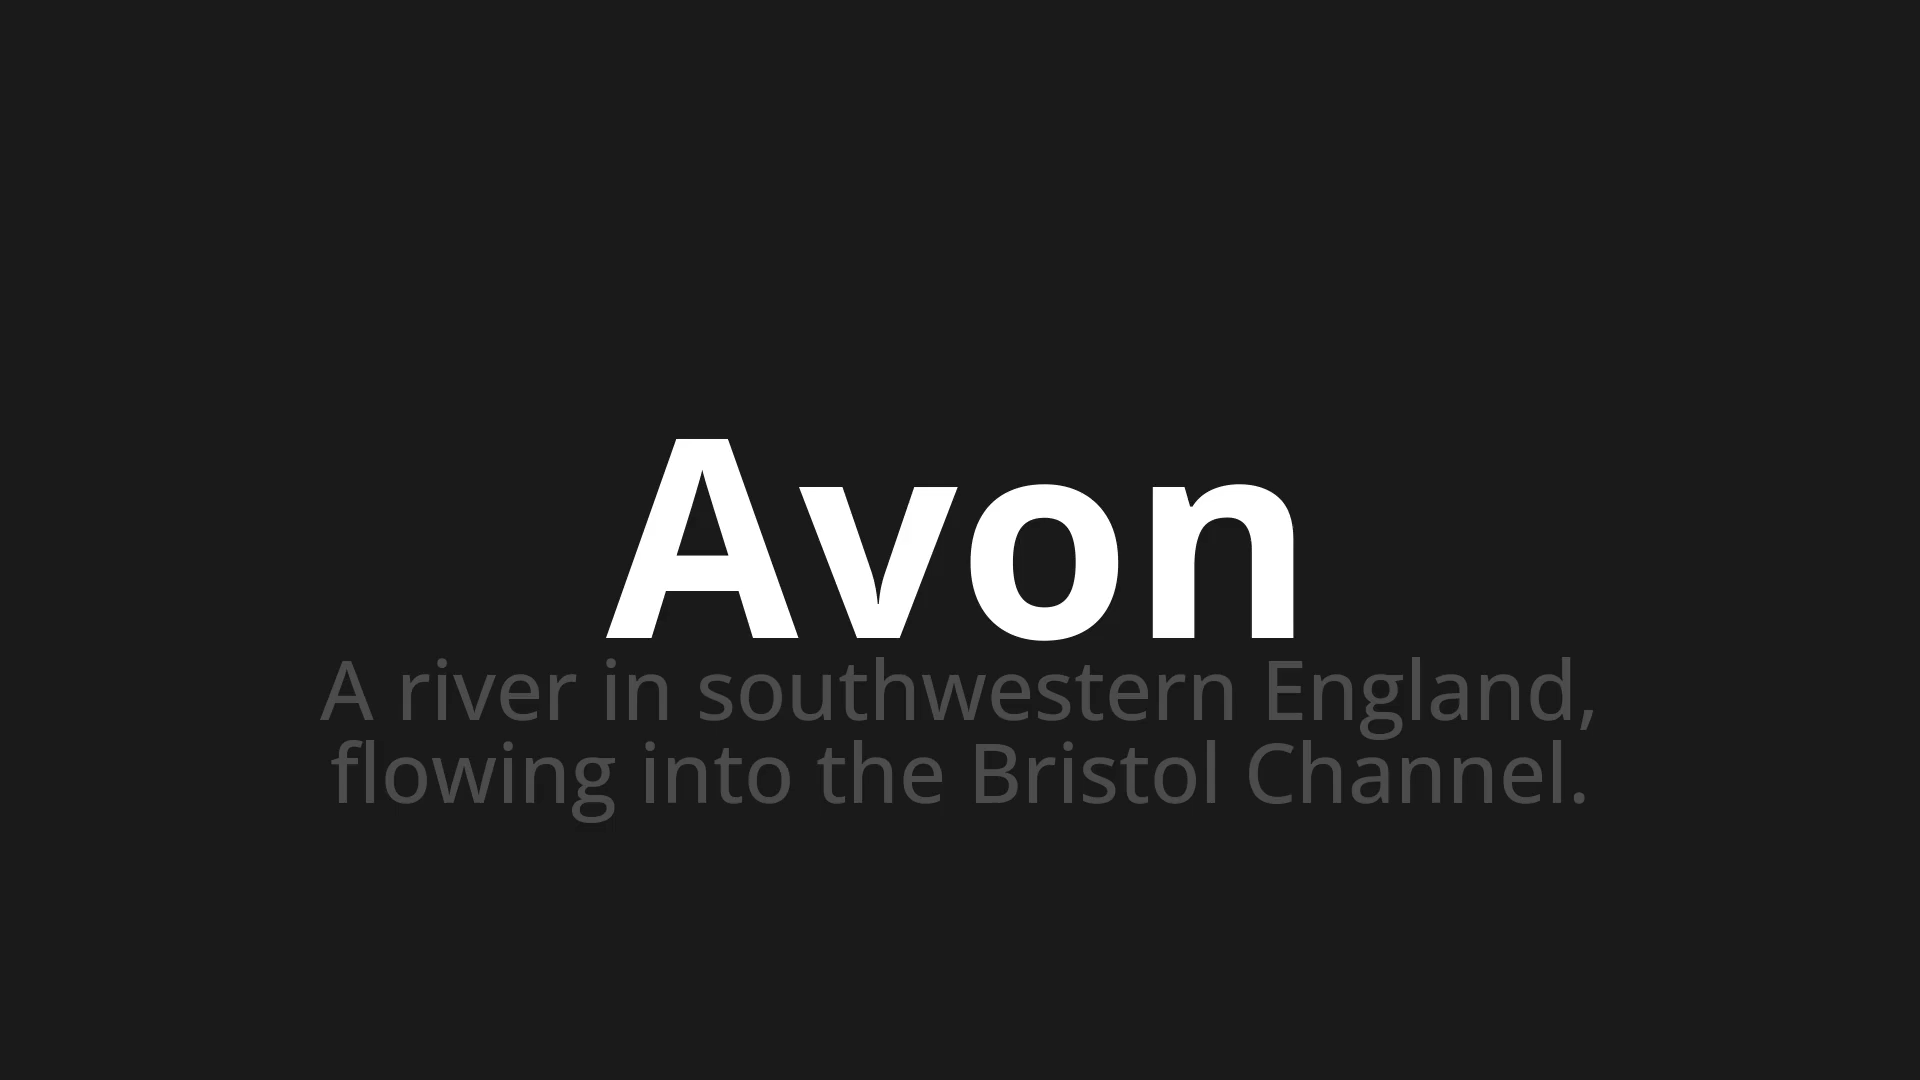 Avon
A river in southwestern England,
flowing into the Bristol Channel.